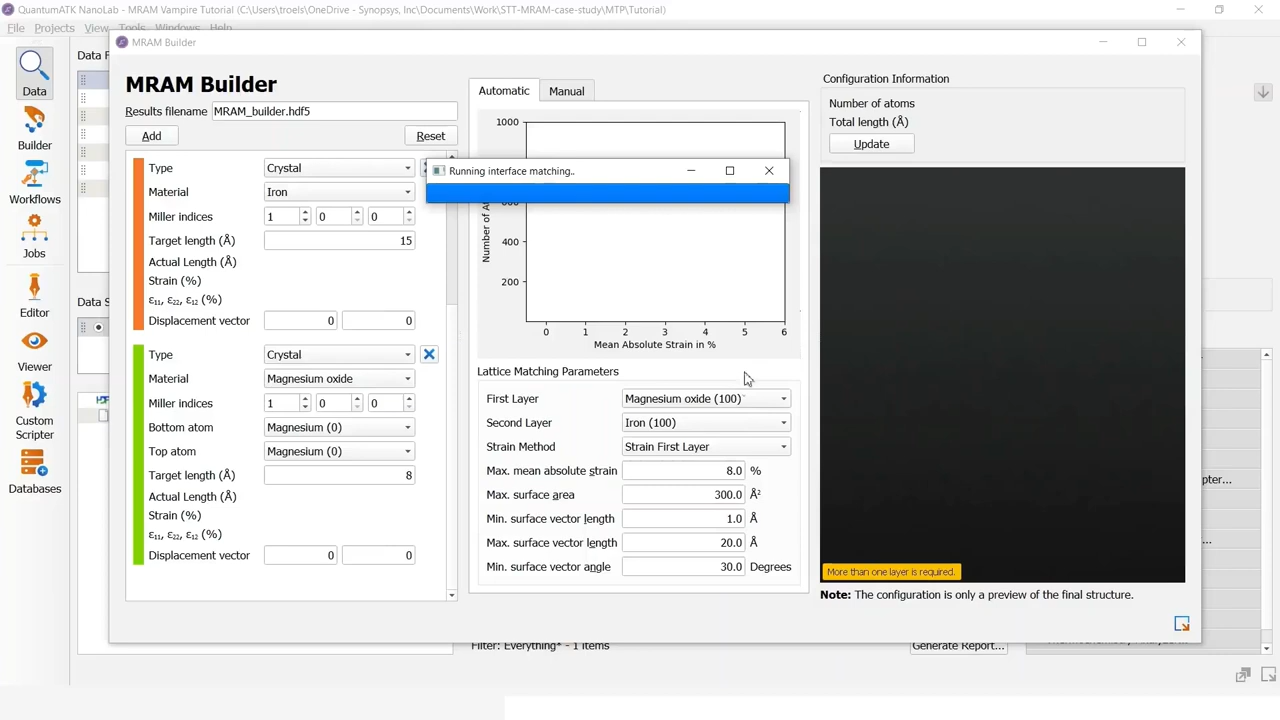 QuantumATK NanoLab - MRAM Vampire Tutorial (C:\Users\troels\OneDrive - Synopsys, Inc\Documents\Work\STT-MRAM-case-study\MTP\Tutorial)
File Projects View Tools Windows Help
Data
Builder
Workflows
Jobs
Editor
Viewer
Custom
Scripter
Databases
Data F
Data S
MRAM Builder
MRAM Builder
Results filename MRAM_builder.hdf5
Add Reset
Type Crystal
Material Iron
Miller indices 1 0 0
Target length (Å) 15
Actual Length (Å)
Strain (%)
ε₁₁, ε₂₂, ε₁₂ (%)
Displacement vector 0 0
Type Crystal
Material Magnesium oxide
Miller indices 1 0 0
Bottom atom Magnesium (0)
Top atom Magnesium (0)
Target length (Å) 8
Actual Length (Å)
Strain (%)
ε₁₁, ε₂₂, ε₁₂ (%)
Displacement vector 0 0
Automatic Manual
1000
Running interface matching..
600
400
200
Number of A
0 1 2 3 4 5 6
Mean Absolute Strain in %
Lattice Matching Parameters
First Layer Magnesium oxide (100)
Second Layer Iron (100)
Strain Method Strain First Layer
Max. mean absolute strain 8.0 %
Max. surface area 300.0 Å²
Min. surface vector length 1.0 Å
Max. surface vector length 20.0 Å
Min. surface vector angle 30.0 Degrees
Configuration Information
Number of atoms
Total length (Å)
Update
More than one layer is required.
Note: The configuration is only a preview of the final structure.
pter...
Filter: Everything* - 1 items
Generate Report...